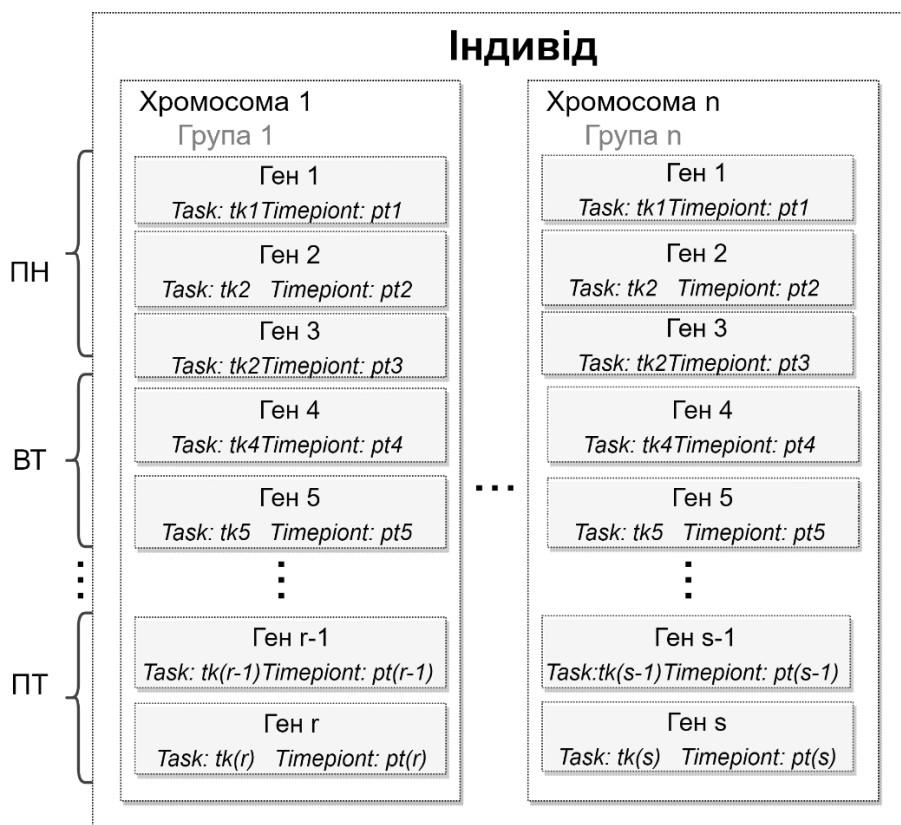 Індивід
Хромосома 1
Група 1
ПН
Ген 1
Task: tk1Timepiont: pt1
Ген 2
Task: tk2 Timepiont: pt2
Ген 3
Task: tk2Timepiont: pt3
ВТ
Ген 4
Task: tk4Timepiont: pt4
Ген 5
Task: tk5 Timepiont: pt5
ПТ
Ген r-1
Task: tk(r-1)Timepiont: pt(r-1)
Ген r
Task: tk(r) Timepiont: pt(r)
...
Хромосома n
Група n
Ген 1
Task: tk1Timepiont: pt1
Ген 2
Task: tk2 Timepiont: pt2
Ген 3
Task: tk2Timepiont: pt3
Ген 4
Task: tk4Timepiont: pt4
Ген 5
Task: tk5 Timepiont: pt5
Ген s-1
Task:tk(s-1)Timepiont: pt(s-1)
Ген s
Task: tk(s) Timepiont: pt(s)